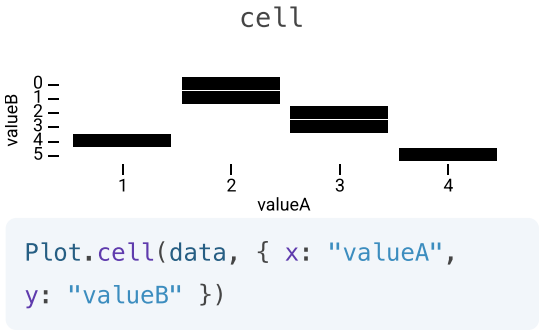 cell
valueB
0
1
2
3
4
5
1 2 3 4
valueA
Plot.cell(data, { x: "valueA",
y: "valueB" })